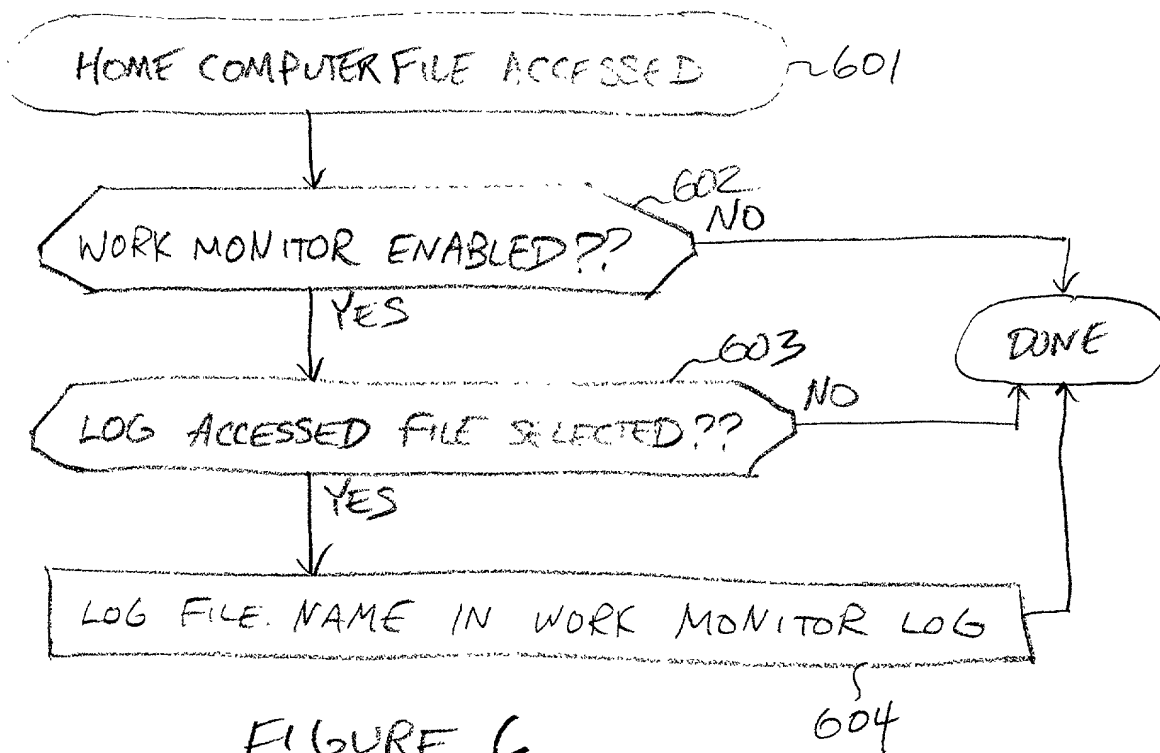 HOME COMPUTER FILE ACCESSED
601
602
NO
WORK MONITOR ENABLED??
YES
DONE
603
NO
LOG ACCESSED FILE SELECTED??
YES
LOG FILE NAME IN WORK MONITOR LOG
604
FIGURE 6